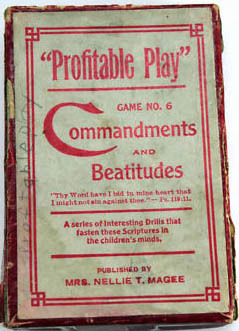 "Profitable Play"
GAME NO. 6
Commandments
AND
Beatitudes
"Thy Word have I hid in mine heart that
I might not sin against thee."—Ps. 119:11.
A series of Interesting Drills that
fasten these Scriptures in
the children's minds.
PUBLISHED BY
MRS. NELLIE T. MAGEE
Profitable Play